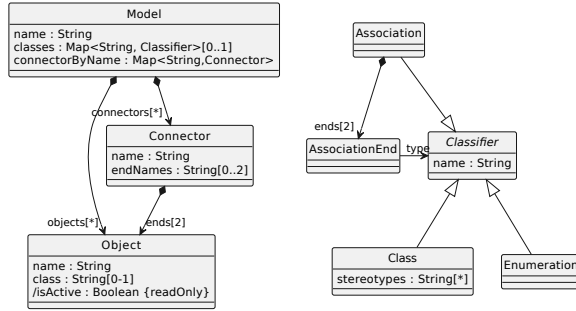 Model
name : String
classes : Map<String, Classifier>[0..1]
connectorByName : Map<String,Connector>
connectors[*]
Connector
name : String
endNames : String[0..2]
objects[*]
ends[2]
Object
name : String
class : String[0-1]
/isActive : Boolean {readOnly}
Association
ends[2]
AssociationEnd
type
Classifier
name : String
Class
stereotypes : String[*]
Enumeration